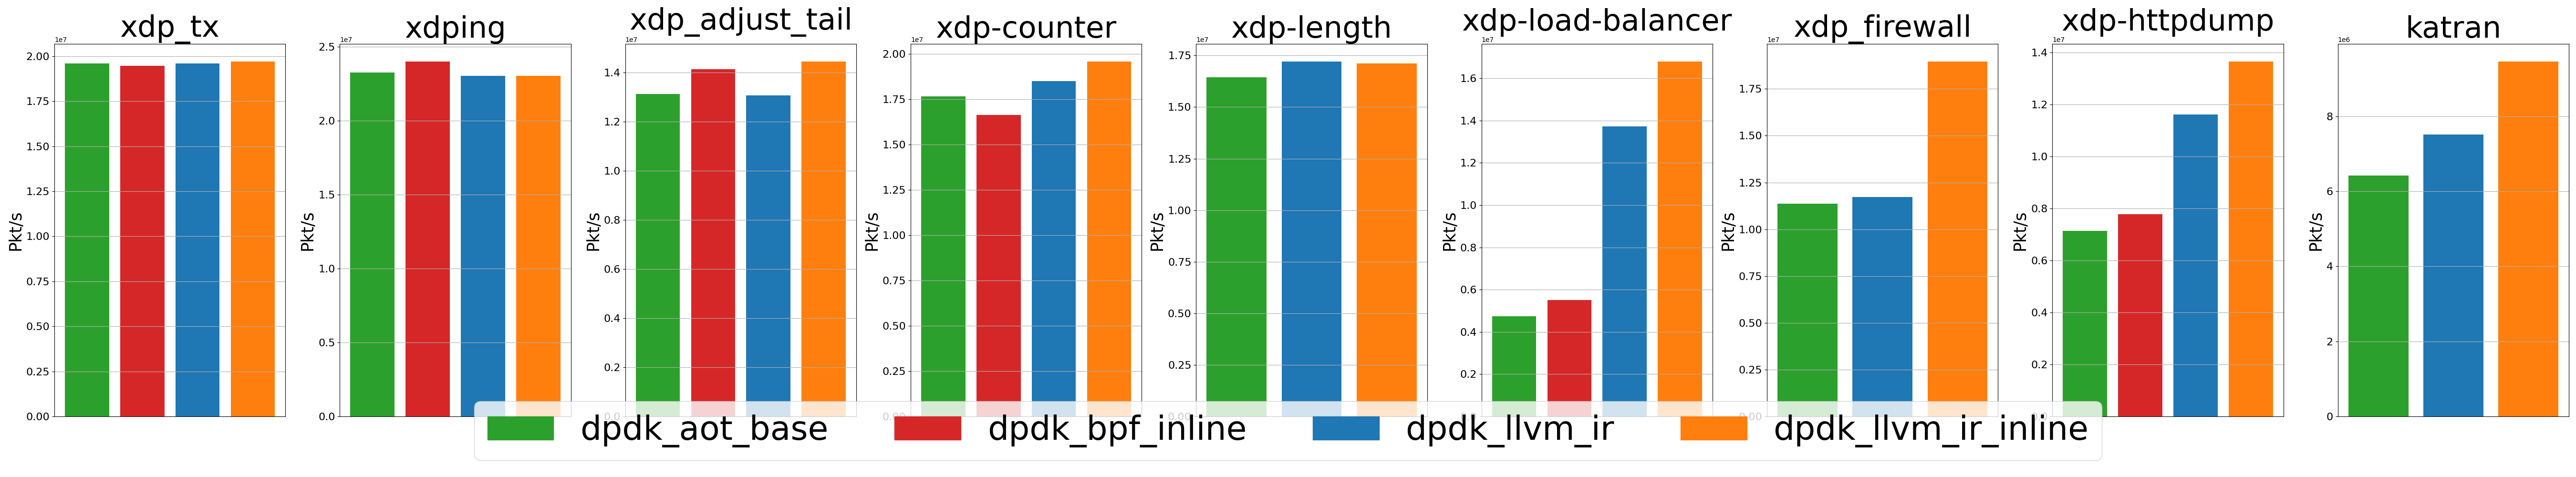 xdp_tx
1e7
2.00
1.75
1.50
1.25
1.00
0.75
0.50
0.25
0.00
Pkt/s
xdping
1e7
2.5
2.0
1.5
1.0
0.5
0.0
Pkt/s
xdp_adjust_tail
1e7
1.4
1.2
1.0
0.8
0.6
0.4
0.2
0.0
Pkt/s
xdp-counter
1e7
2.00
1.75
1.50
1.25
1.00
0.75
0.50
0.25
0.00
Pkt/s
xdp-length
1e7
1.75
1.50
1.25
1.00
0.75
0.50
0.25
0.00
Pkt/s
xdp-load-balancer
1e7
1.6
1.4
1.2
1.0
0.8
0.6
0.4
0.2
0.0
Pkt/s
xdp_firewall
1e7
1.75
1.50
1.25
1.00
0.75
0.50
0.25
0.00
Pkt/s
xdp-httpdump
1e7
1.4
1.2
1.0
0.8
0.6
0.4
0.2
0.0
Pkt/s
katran
1e6
8
6
4
2
0
Pkt/s
dpdk_aot_base
dpdk_bpf_inline
dpdk_llvm_ir
dpdk_llvm_ir_inline